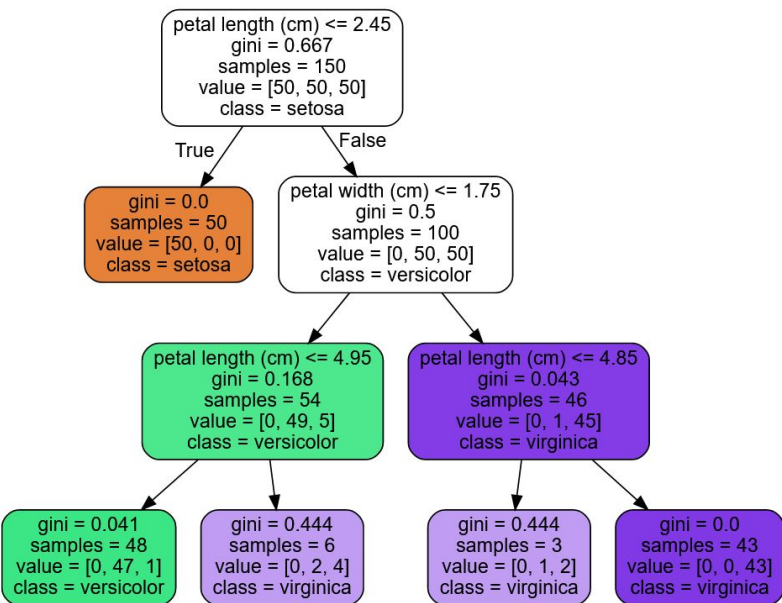 petal length (cm) <= 2.45
gini = 0.667
samples = 150
value = [50, 50, 50]
class = setosa
True
False
gini = 0.0
samples = 50
value = [50, 0, 0]
class = setosa
petal width (cm) <= 1.75
gini = 0.5
samples = 100
value = [0, 50, 50]
class = versicolor
petal length (cm) <= 4.95
gini = 0.168
samples = 54
value = [0, 49, 5]
class = versicolor
petal length (cm) <= 4.85
gini = 0.043
samples = 46
value = [0, 1, 45]
class = virginica
gini = 0.041
samples = 48
value = [0, 47, 1]
class = versicolor
gini = 0.444
samples = 6
value = [0, 2, 4]
class = virginica
gini = 0.444
samples = 3
value = [0, 1, 2]
class = virginica
gini = 0.0
samples = 43
value = [0, 0, 43]
class = virginica